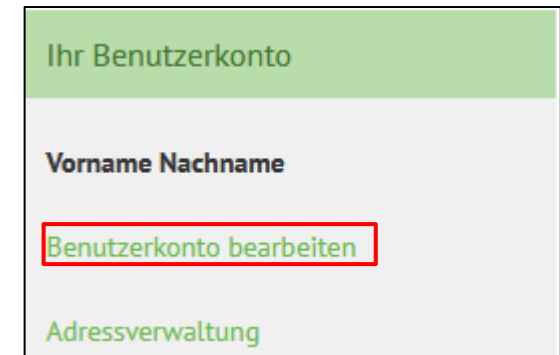 Ihr Benutzerkonto
Vorname Nachname
Benutzerkonto bearbeiten
Adressverwaltung